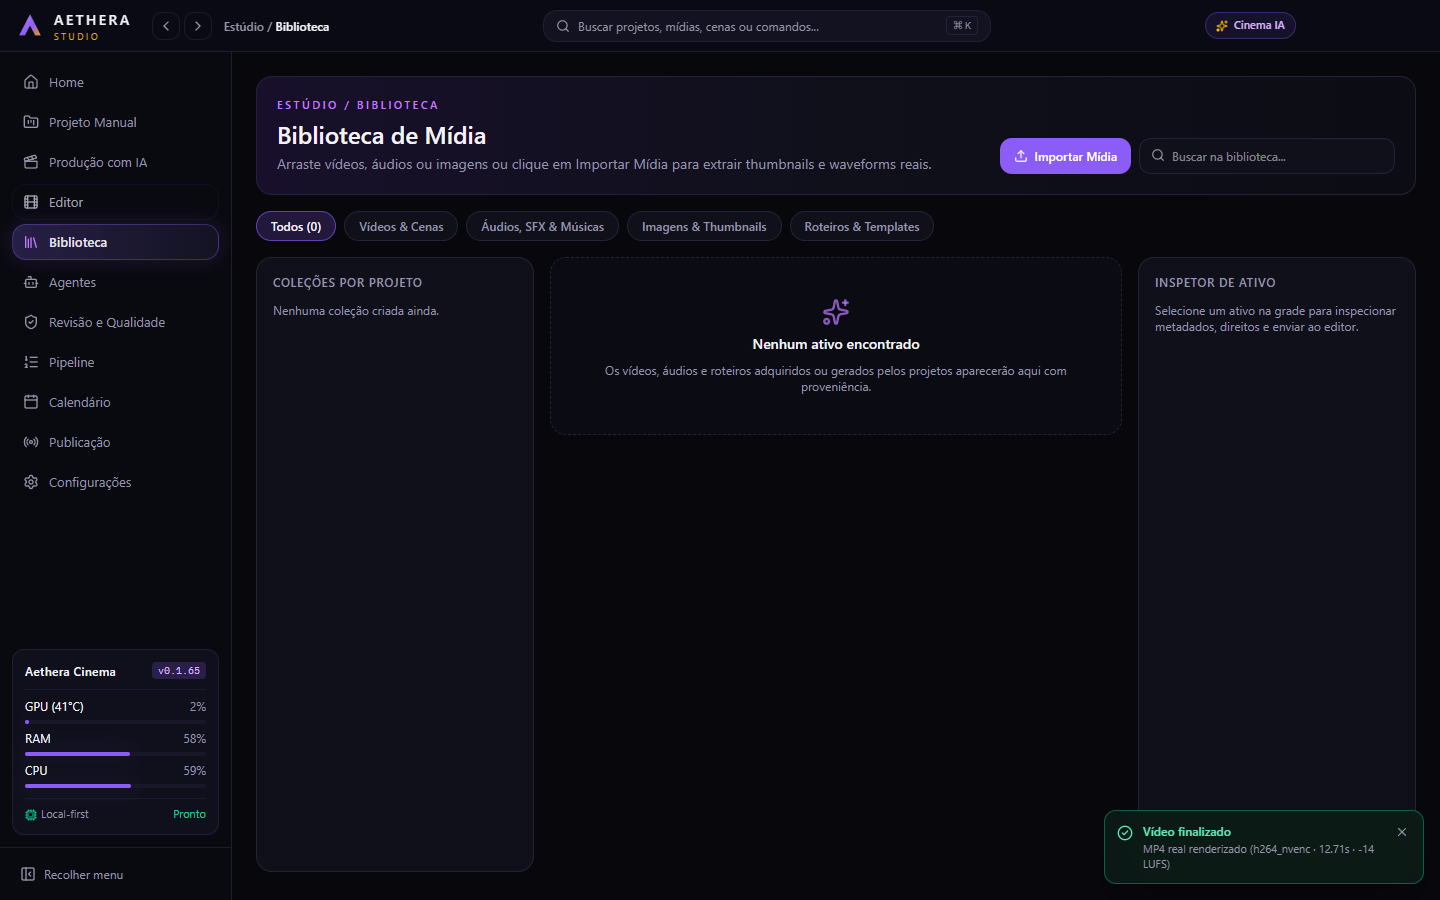 AETHERA
STUDIO
Estúdio / Biblioteca
Buscar projetos, mídias, cenas ou comandos...
⌘K
Cinema IA
Home
Projeto Manual
Produção com IA
Editor
Biblioteca
Agentes
Revisão e Qualidade
Pipeline
Calendário
Publicação
Configurações
Aethera Cinema
v0.1.65
GPU (41°C)
2%
RAM
58%
CPU
59%
Local-first
Pronto
Recolher menu
ESTÚDIO / BIBLIOTECA
Biblioteca de Mídia
Arraste vídeos, áudios ou imagens ou clique em Importar Mídia para extrair thumbnails e waveforms reais.
Importar Mídia
Buscar na biblioteca...
Todos (0)
Vídeos & Cenas
Áudios, SFX & Músicas
Imagens & Thumbnails
Roteiros & Templates
COLEÇÕES POR PROJETO
Nenhuma coleção criada ainda.
Nenhum ativo encontrado
Os vídeos, áudios e roteiros adquiridos ou gerados pelos projetos aparecerão aqui com
proveniência.
INSPETOR DE ATIVO
Selecione um ativo na grade para inspecionar
metadados, direitos e enviar ao editor.
Vídeo finalizado
MP4 real renderizado (h264_nvenc · 12.71s · -14
LUFS)